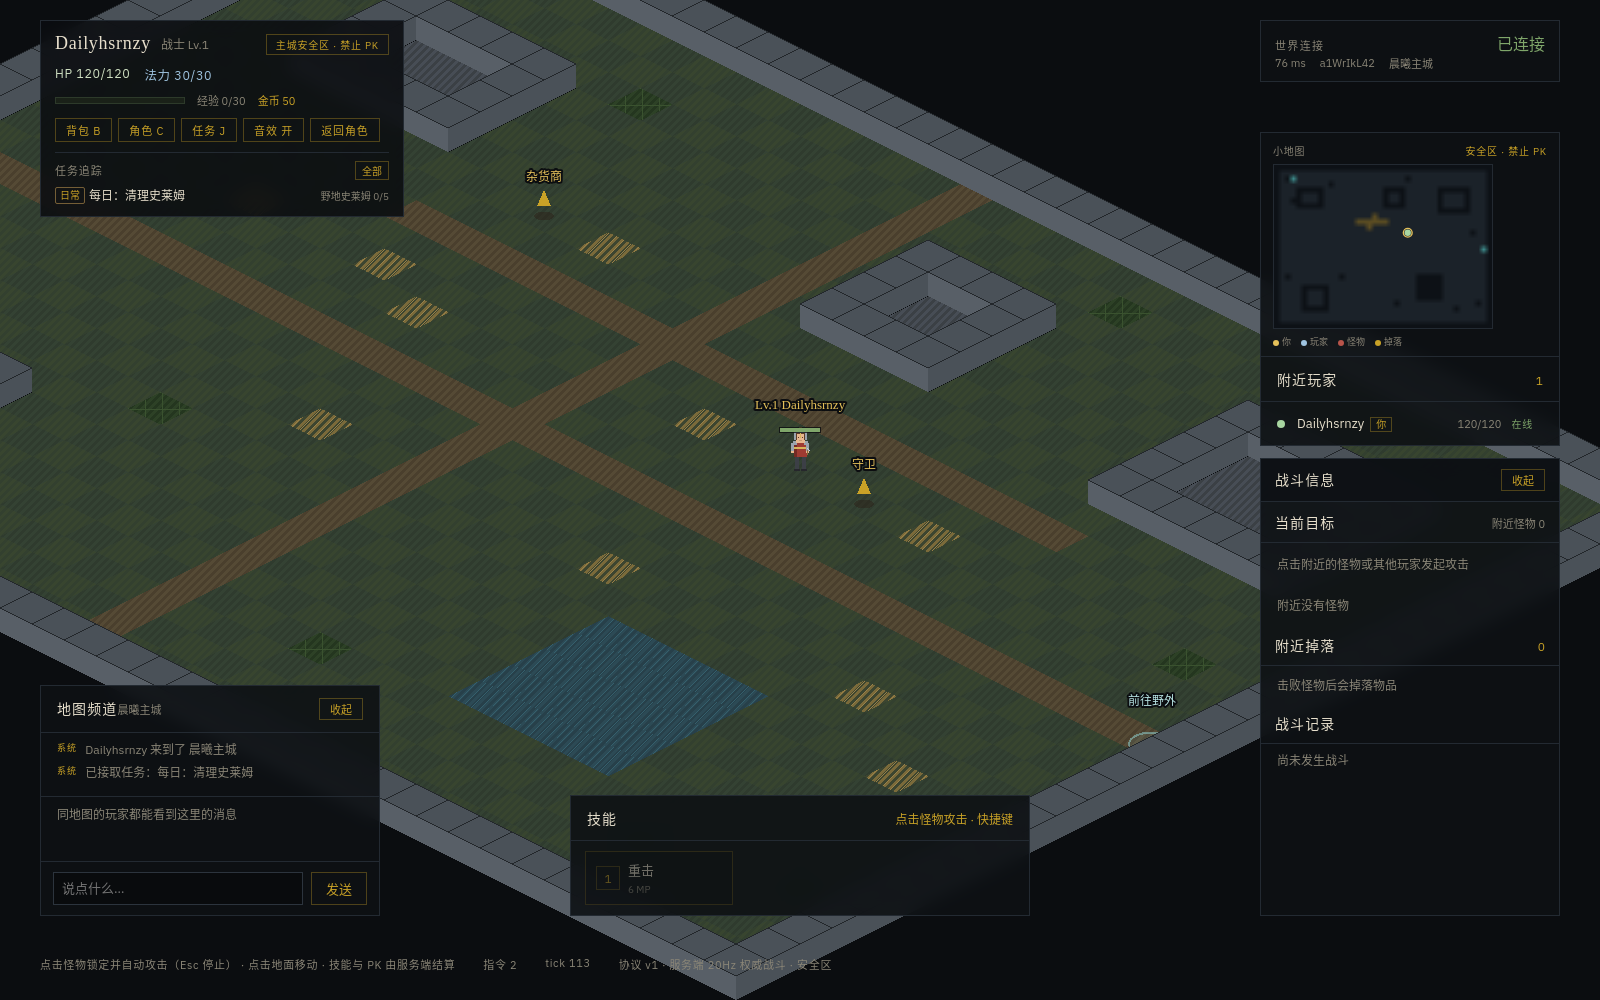 Dailyhsrnzy 战士 Lv.1 主城安全区 · 禁止 PK
HP 120/120 法力 30/30
经验 0/30 金币 50
背包 B 角色 C 任务 J 音效 开 返回角色
任务追踪 全部
日常 每日：清理史莱姆 野地史莱姆 0/5
世界连接 已连接
76 ms a1WrIkL42 晨曦主城
小地图 安全区 · 禁止 PK
你 玩家 怪物 掉落
附近玩家 1
Dailyhsrnzy 你 120/120 在线
战斗信息 收起
当前目标 附近怪物 0
点击附近的怪物或其他玩家发起攻击
附近没有怪物
附近掉落 0
击败怪物后会掉落物品
战斗记录
尚未发生战斗
杂货商
Lv.1 Dailyhsrnzy
守卫
前往野外
地图频道 晨曦主城 收起
系统 Dailyhsrnzy 来到了 晨曦主城
系统 已接取任务：每日：清理史莱姆
同地图的玩家都能看到这里的消息
说点什么... 发送
技能 点击怪物攻击 · 快捷键
1 重击
6 MP
点击怪物锁定并自动攻击（Esc 停止） · 点击地面移动 · 技能与 PK 由服务端结算 指令 2 tick 113 协议 v1 · 服务端 20Hz 权威战斗 · 安全区